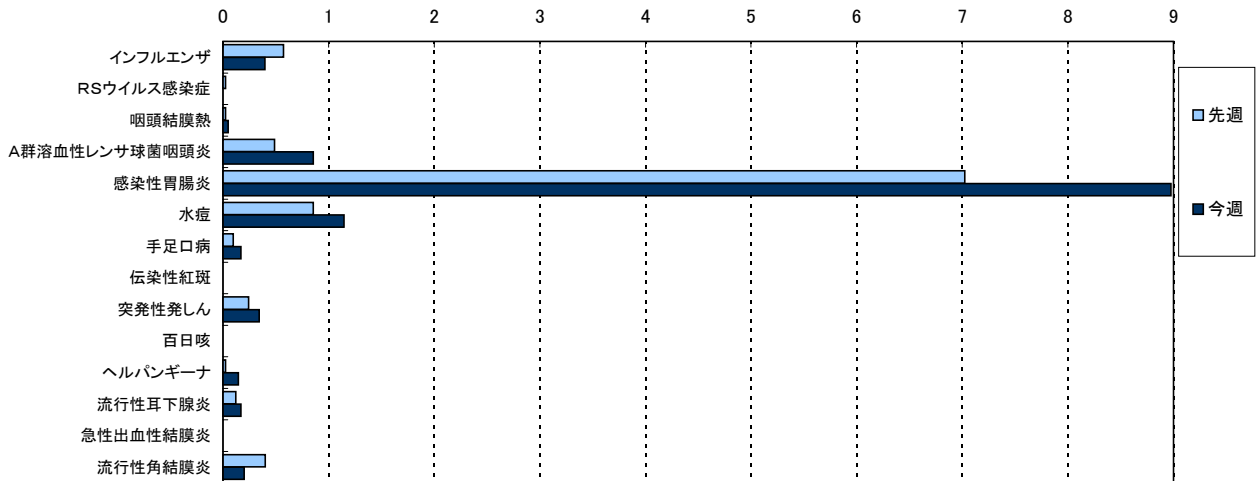 0 1 2 3 4 5 6 7 8 9
インフルエンザ
RSウイルス感染症
咽頭結膜熱
A群溶血性レンサ球菌咽頭炎
感染性胃腸炎
水痘
手足口病
伝染性紅斑
突発性発しん
百日咳
ヘルパンギーナ
流行性耳下腺炎
急性出血性結膜炎
流行性角結膜炎
先週
今週